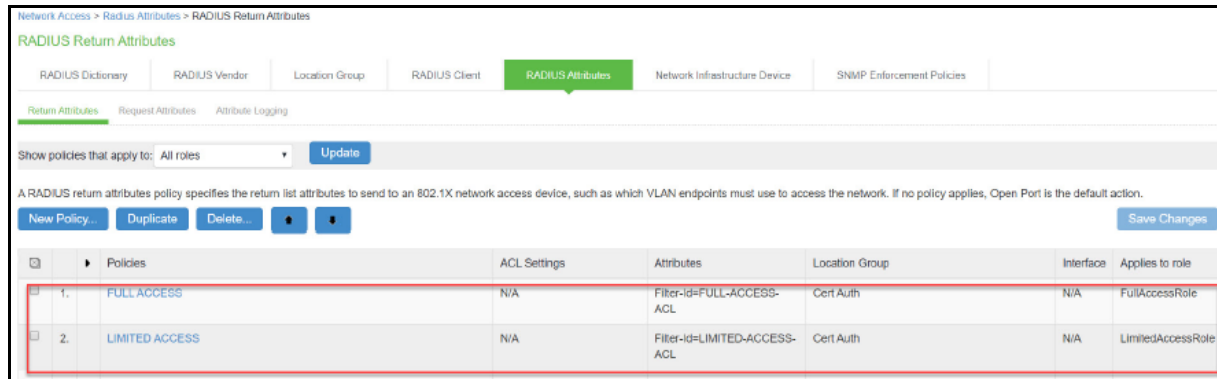 Network Access > Radius Attributes > RADIUS Return Attributes
RADIUS Return Attributes
RADIUS Dictionary RADIUS Vendor Location Group RADIUS Client RADIUS Attributes Network Infrastructure Device SNMP Enforcement Policies
Return Attributes Request Attributes Attribute Logging
Show policies that apply to: All roles Update
A RADIUS return attributes policy specifies the return list attributes to send to an 802.1X network access device, such as which VLAN endpoints must use to access the network. If no policy applies, Open Port is the default action.
New Policy... Duplicate Delete... Save Changes
Policies ACL Settings Attributes Location Group Interface Applies to role
1. FULL ACCESS N/A Filter-Id=FULL-ACCESS- Cert Auth N/A FullAccessRole
ACL
2. LIMITED ACCESS N/A Filter-Id=LIMITED-ACCESS- Cert Auth N/A LimitedAccessRole
ACL